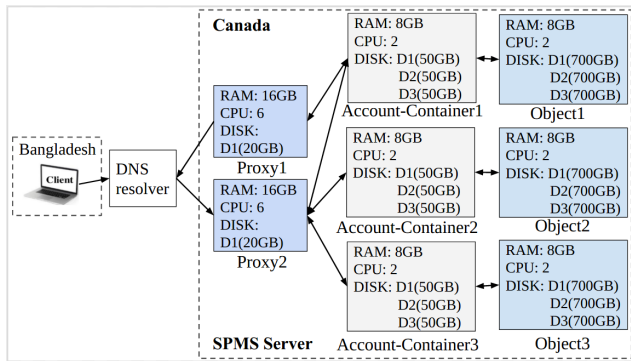 Canada
Bangladesh
Client
DNS
resolver
RAM: 16GB
CPU: 6
DISK:
D1(20GB)
Proxy1
RAM: 16GB
CPU: 6
DISK:
D1(20GB)
Proxy2
RAM: 8GB
CPU: 2
DISK: D1(50GB)
D2(50GB)
D3(50GB)
Account-Container1
RAM: 8GB
CPU: 2
DISK: D1(50GB)
D2(50GB)
D3(50GB)
Account-Container2
RAM: 8GB
CPU: 2
DISK: D1(50GB)
D2(50GB)
D3(50GB)
Account-Container3
RAM: 8GB
CPU: 2
DISK: D1(700GB)
D2(700GB)
D3(700GB)
Object1
RAM: 8GB
CPU: 2
DISK: D1(700GB)
D2(700GB)
D3(700GB)
Object2
RAM: 8GB
CPU: 2
DISK: D1(700GB)
D2(700GB)
D3(700GB)
Object3
SPMS Server